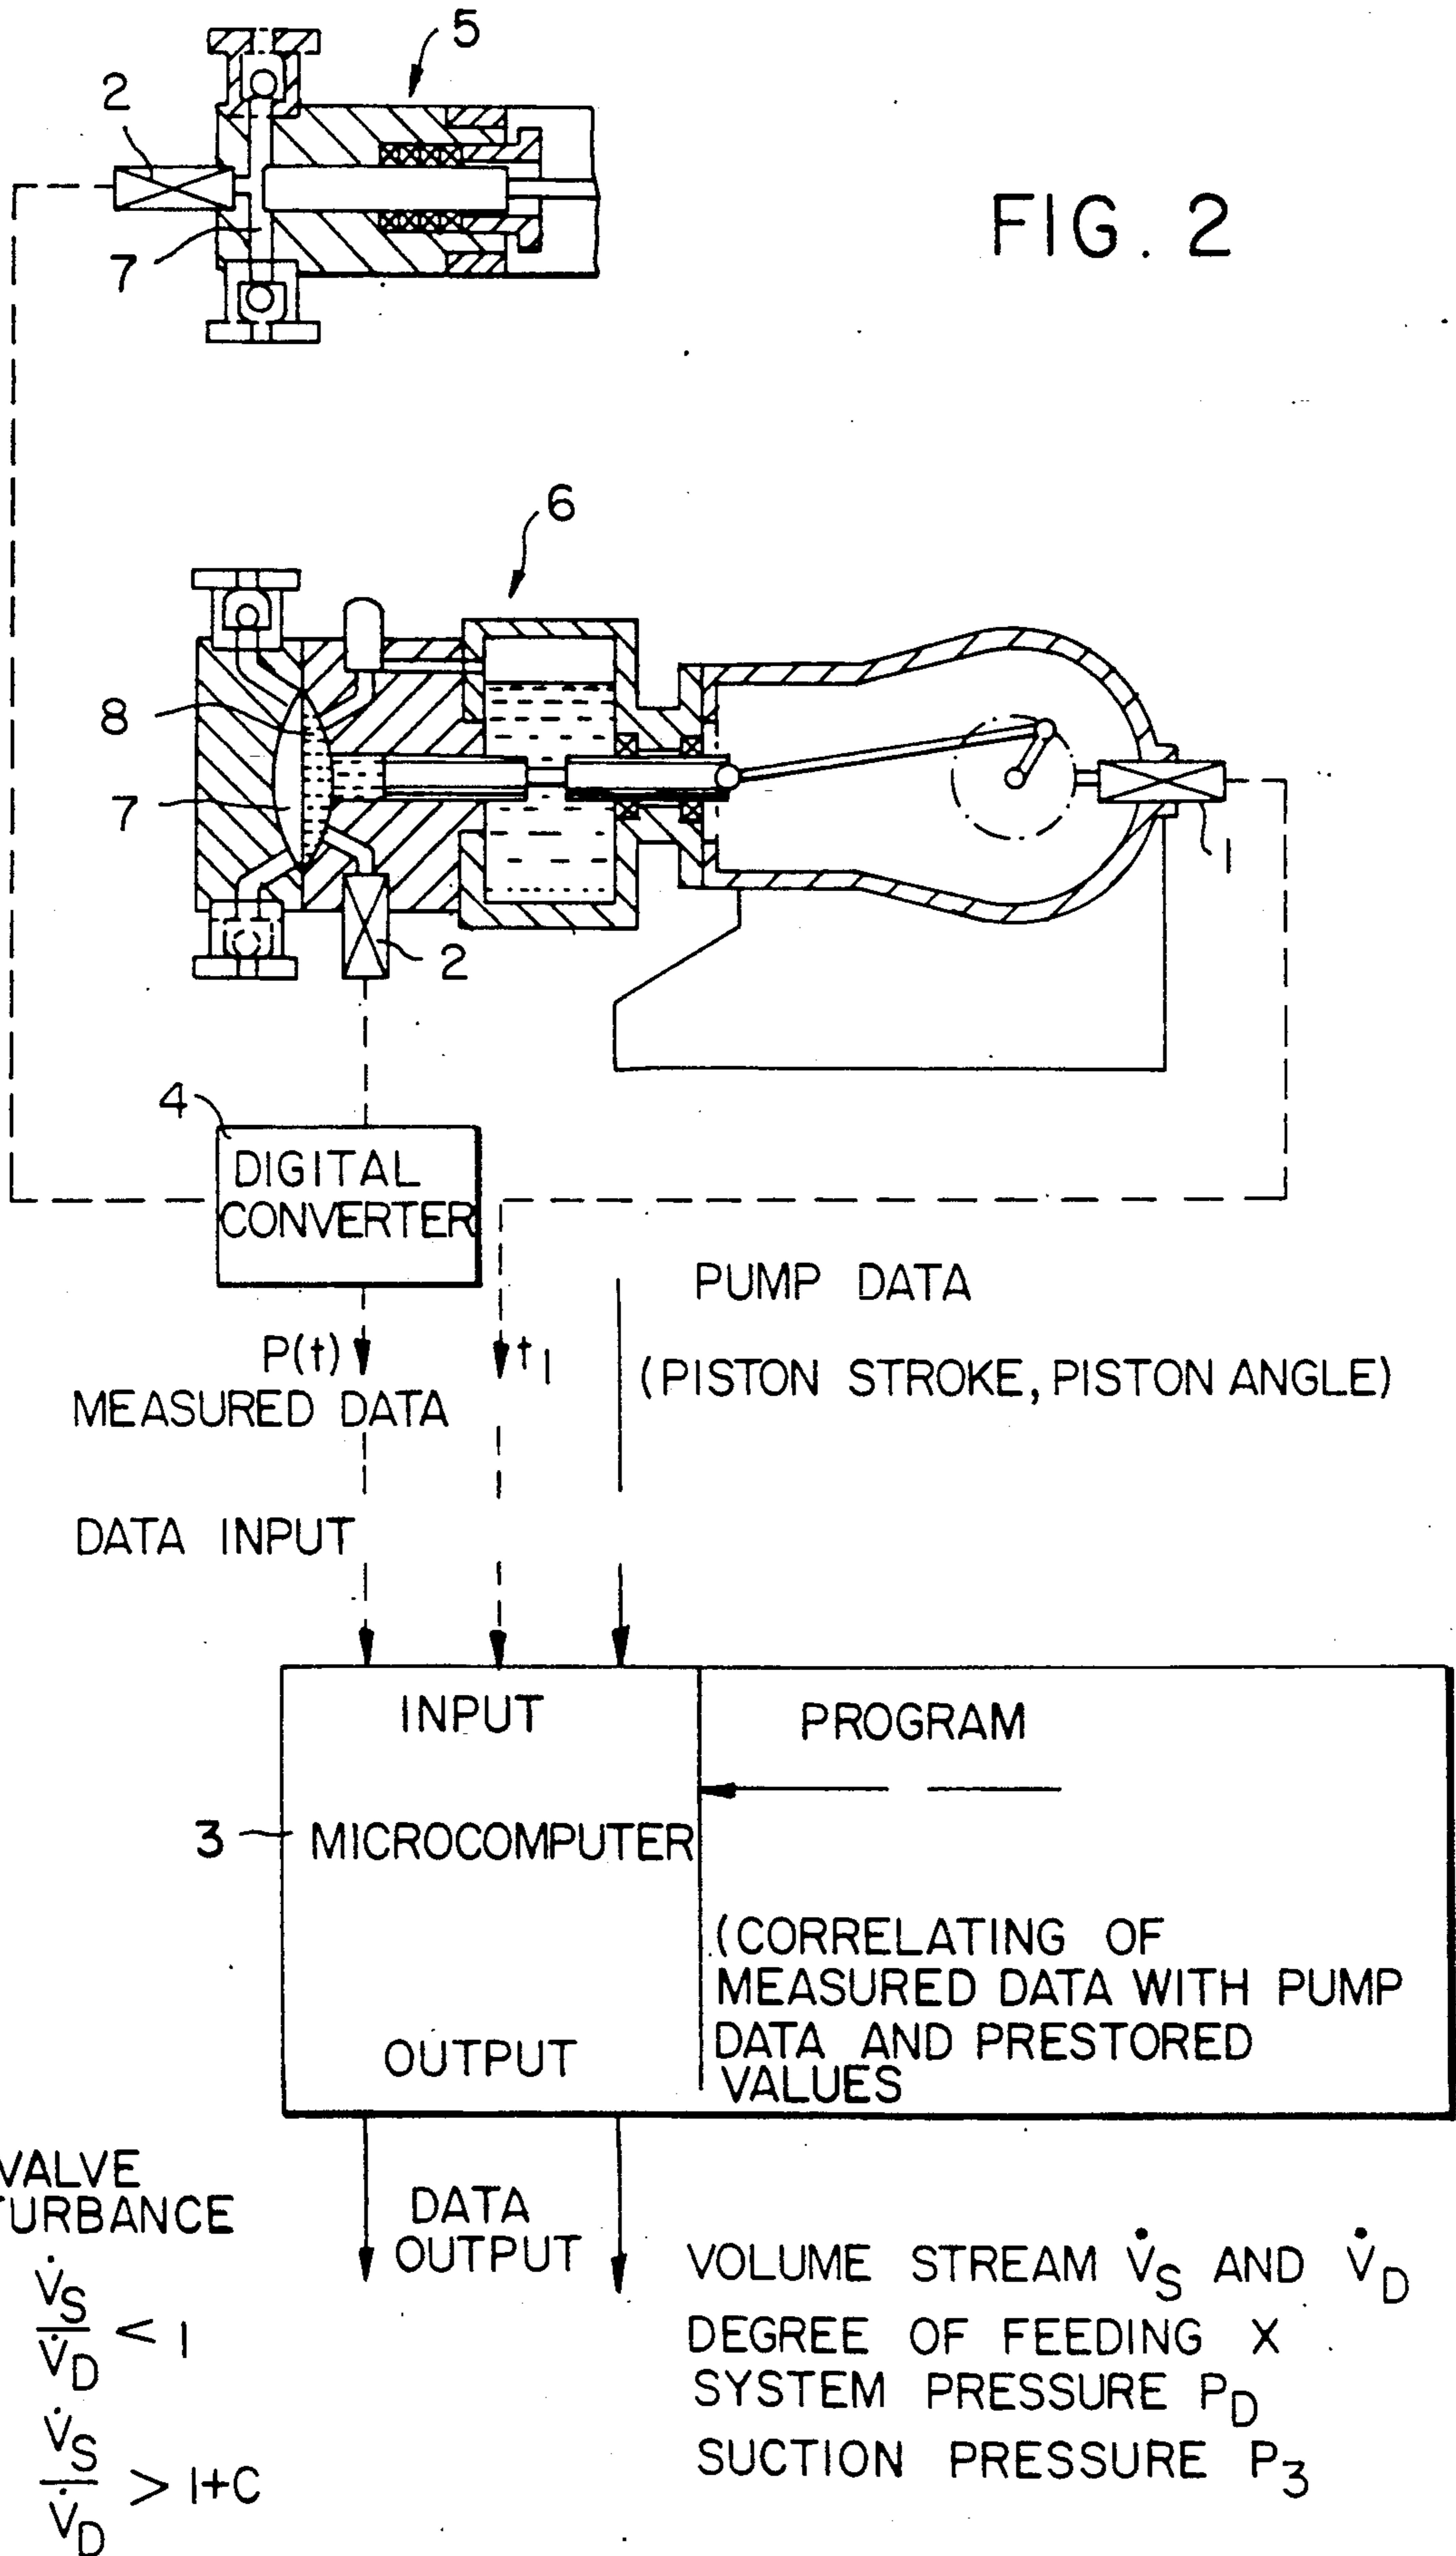 5
2
FIG. 2
7
6
8
7
1
2
4
DIGITAL
CONVERTER
PUMP DATA
P(t)
t1
(PISTON STROKE, PISTON ANGLE)
MEASURED DATA
DATA INPUT
INPUT
PROGRAM
3
MICROCOMPUTER
(CORRELATING OF
MEASURED DATA WITH PUMP
DATA AND PRESTORED
VALUES
OUTPUT
VALVE
TURBANCE
DATA
OUTPUT
V̇S/V̇D < 1
V̇S/V̇D > 1+C
VOLUME STREAM V̇S AND V̇D
DEGREE OF FEEDING X
SYSTEM PRESSURE PD
SUCTION PRESSURE P3